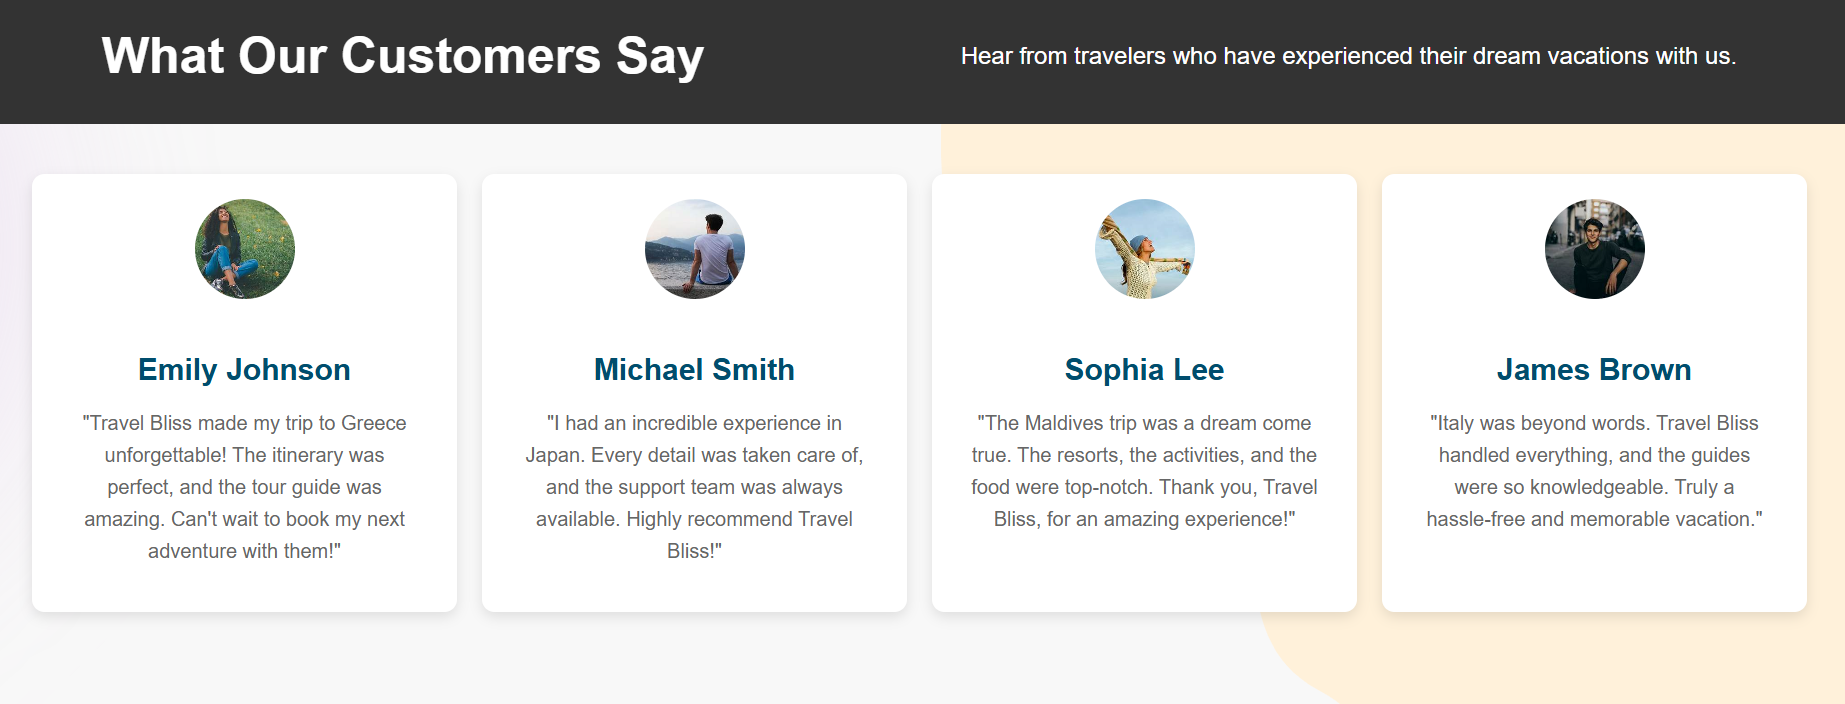 What Our Customers Say
Hear from travelers who have experienced their dream vacations with us.
Emily Johnson
"Travel Bliss made my trip to Greece
unforgettable! The itinerary was
perfect, and the tour guide was
amazing. Can't wait to book my next
adventure with them!"
Michael Smith
"I had an incredible experience in
Japan. Every detail was taken care of,
and the support team was always
available. Highly recommend Travel
Bliss!"
Sophia Lee
"The Maldives trip was a dream come
true. The resorts, the activities, and the
food were top-notch. Thank you, Travel
Bliss, for an amazing experience!"
James Brown
"Italy was beyond words. Travel Bliss
handled everything, and the guides
were so knowledgeable. Truly a
hassle-free and memorable vacation."